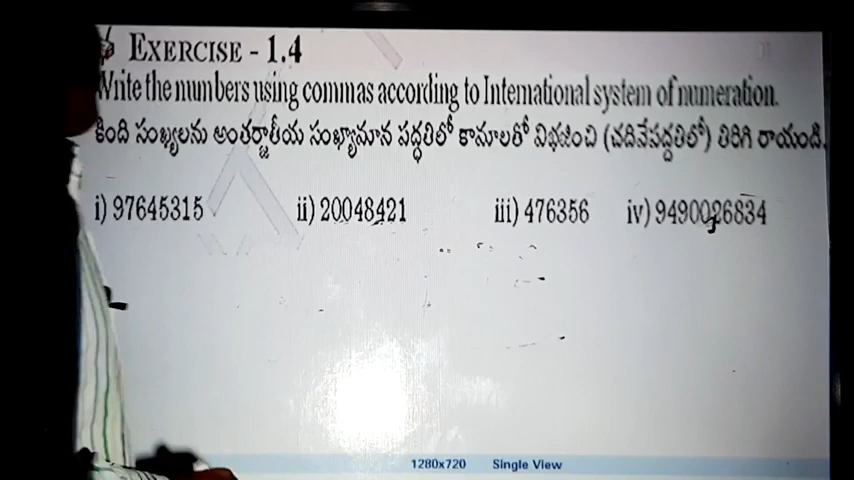 EXERCISE - 1.4
Write the numbers using commas according to International system of numeration.
కింది సంఖ్యలను అంతర్జాతీయ సంఖ్యామాన పద్ధతిలో కామాలతో విభజించి (చదివేపద్దతిలో) తిరిగి రాయండి.
i) 97645315 ii) 20048421 iii) 476356 iv) 9490026834
1280x720 Single View